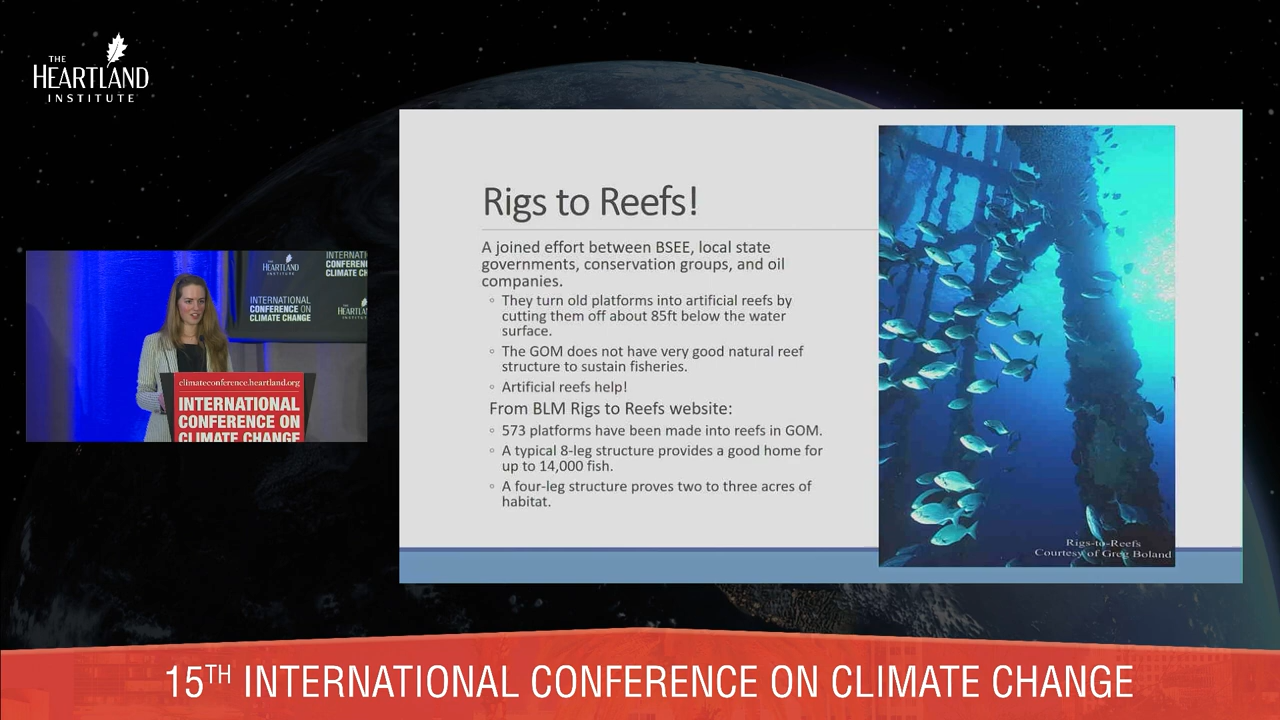 THE
HEARTLAND
INSTITUTE
Rigs to Reefs!
A joined effort between BSEE, local state
governments, conservation groups, and oil
companies.
◦ They turn old platforms into artificial reefs by
cutting them off about 85ft below the water
surface.
◦ The GOM does not have very good natural reef
structure to sustain fisheries.
◦ Artificial reefs help!
From BLM Rigs to Reefs website:
◦ 573 platforms have been made into reefs in GOM.
◦ A typical 8-leg structure provides a good home for
up to 14,000 fish.
◦ A four-leg structure proves two to three acres of
habitat.
Rigs-to-Reefs
Courtesy of Greg Boland
HEARTLAND
INTERNATIONAL
CONFERENCE ON
CLIMATE CHANGE
climateconference.heartland.org
INTERNATIONAL
CONFERENCE ON
CLIMATE CHANGE
15TH INTERNATIONAL CONFERENCE ON CLIMATE CHANGE